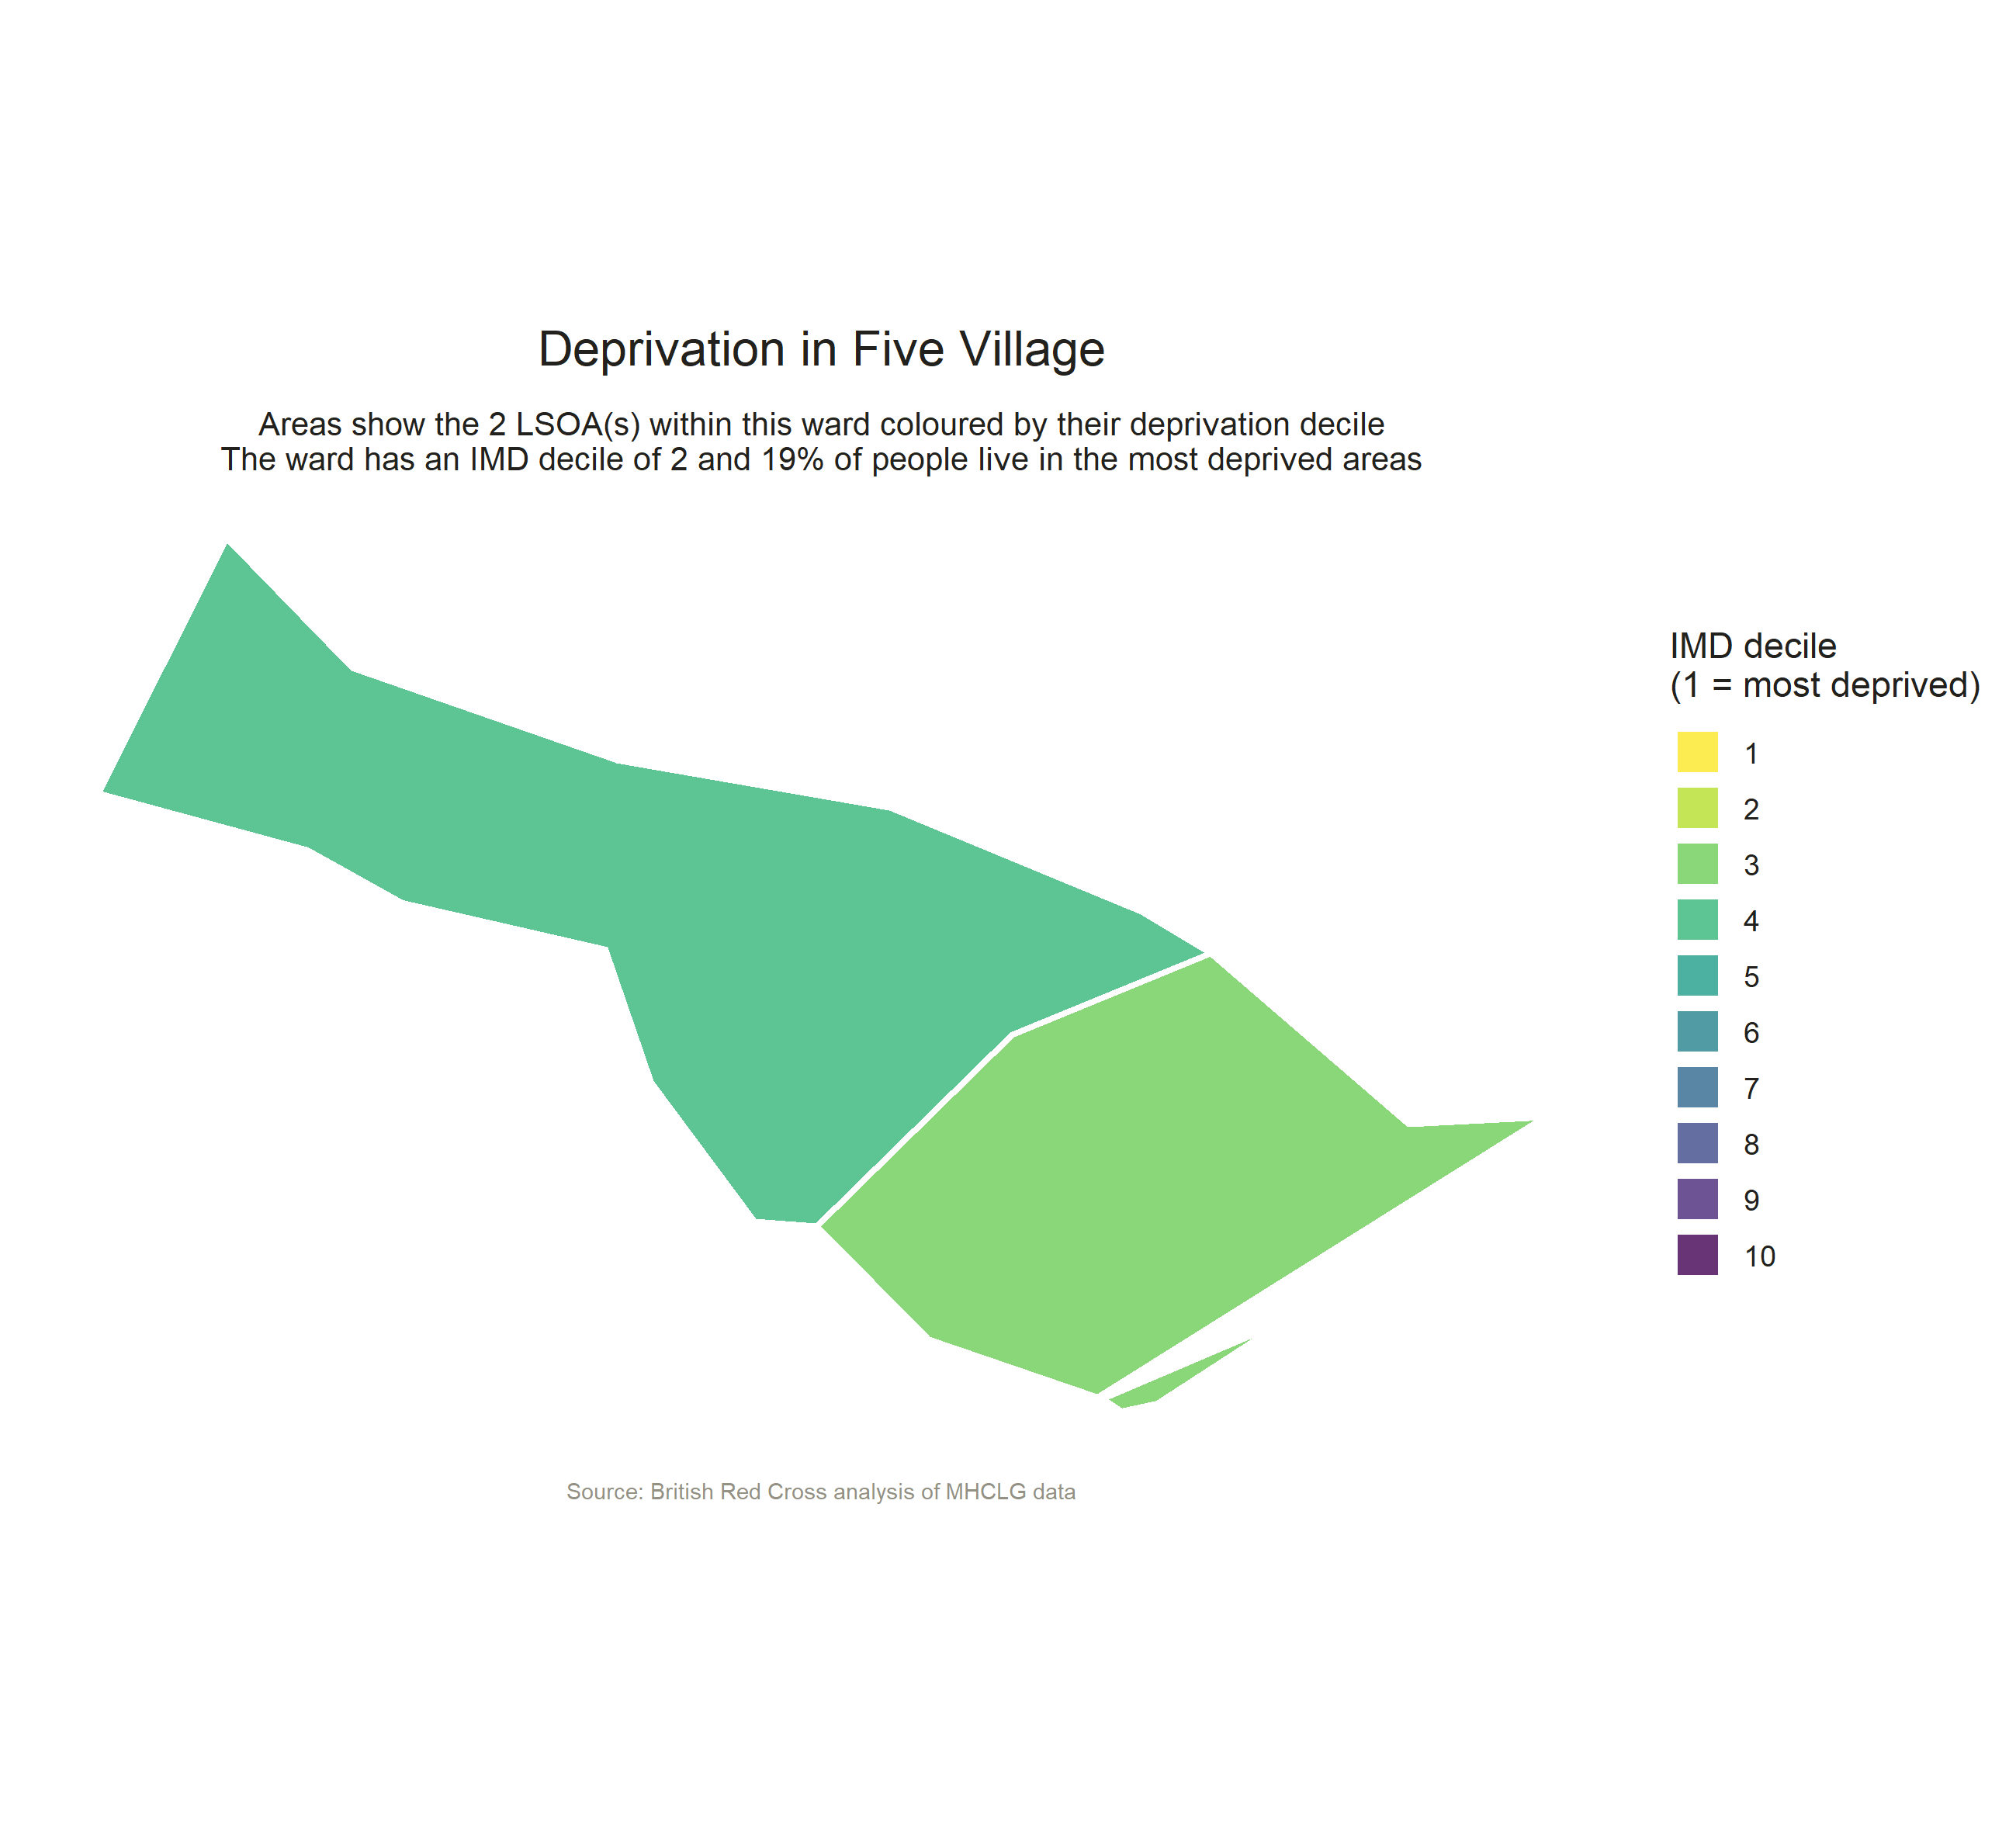 Deprivation in Five Village
Areas show the 2 LSOA(s) within this ward coloured by their deprivation decile
The ward has an IMD decile of 2 and 19% of people live in the most deprived areas
IMD decile
(1 = most deprived)
1
2
3
4
5
6
7
8
9
10
Source: British Red Cross analysis of MHCLG data